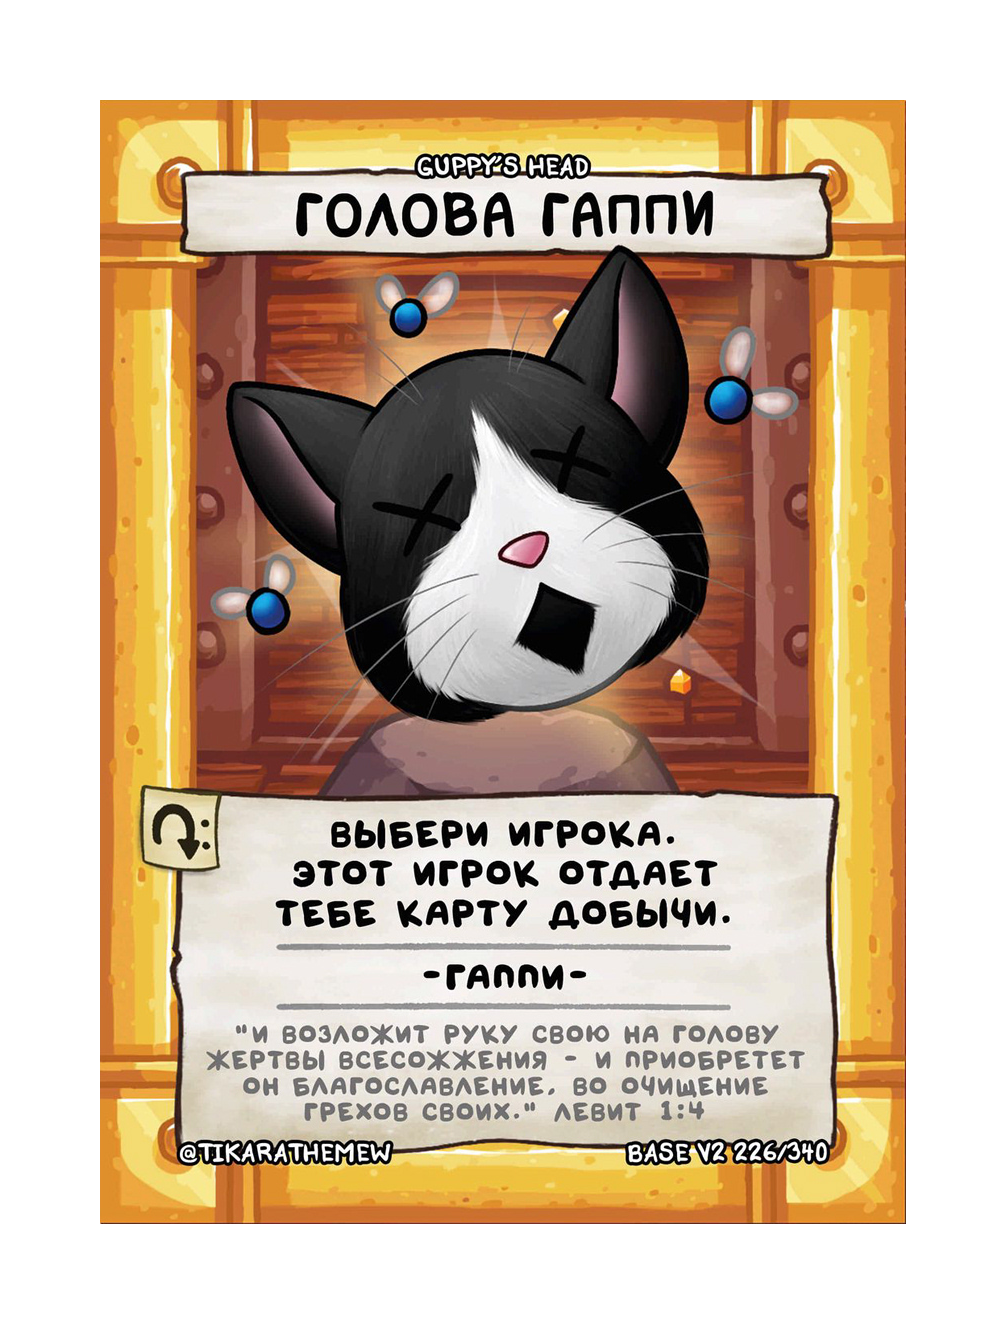 GUPPY'S HEAD
ГОЛОВА ГАППИ
ВЫБЕРИ ИГРОКА.
ЭТОТ ИГРОК ОТДАЕТ
ТЕБЕ КАРТУ ДОБЫЧИ.
-ГАППИ-
"И ВОЗЛОЖИТ РУКУ СВОЮ НА ГОЛОВУ
ЖЕРТВЫ ВСЕСОЖЖЕНИЯ - И ПРИОБРЕТЕТ
ОН БЛАГОСЛАВЛЕНИЕ, ВО ОЧИЩЕНИЕ
ГРЕХОВ СВОИХ." ЛЕВИТ 1:4
@TIKARATHEMEW BASE V2 226/340